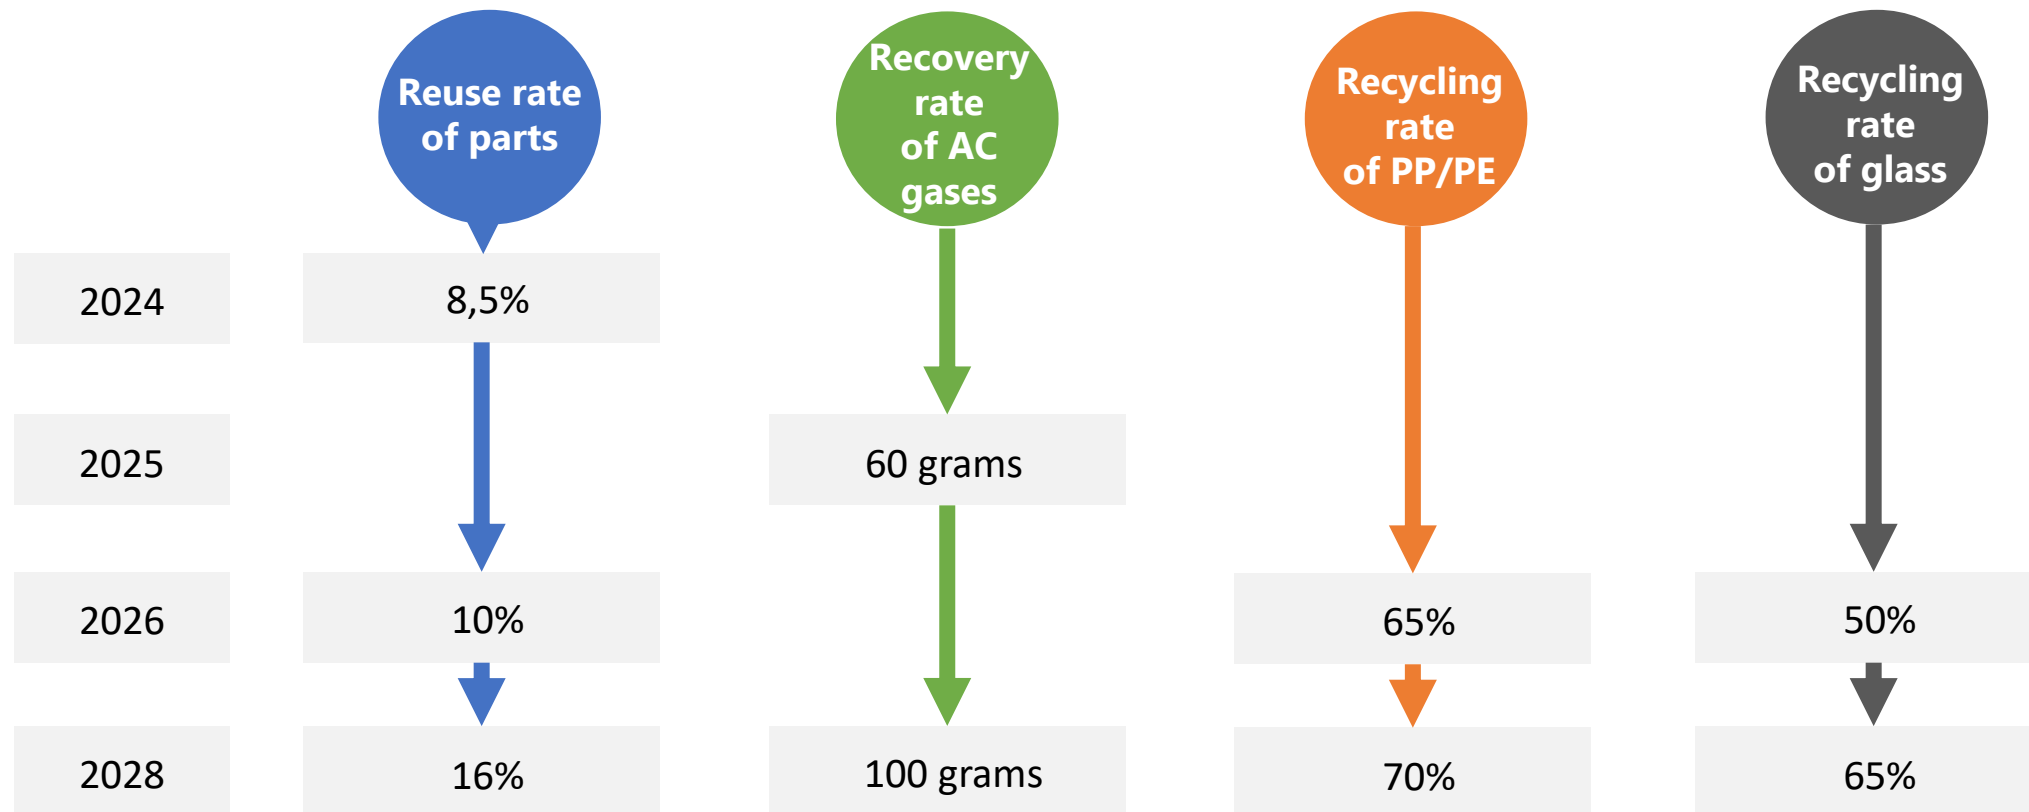 Reuse rate
of parts
Recovery
rate
of AC
gases
Recycling
rate
of PP/PE
Recycling
rate
of glass
2024
8,5%
2025
60 grams
2026
10%
65%
50%
2028
16%
100 grams
70%
65%